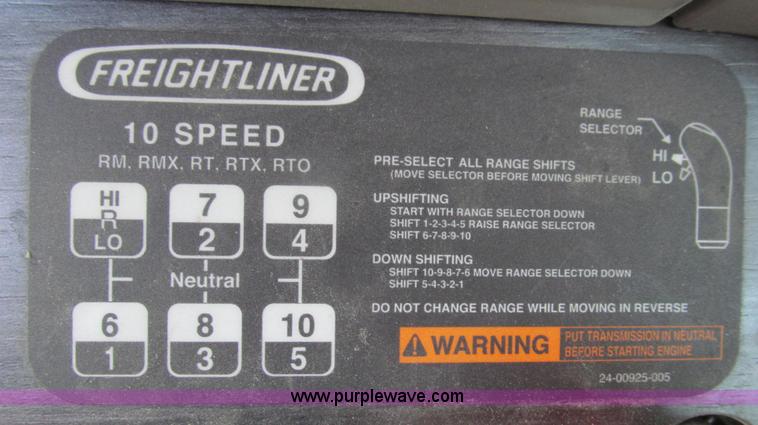 FREIGHTLINER
10 SPEED
RM, RMX, RT, RTX, RTO
HI
R
LO
7
2
9
4
Neutral
6
1
8
3
10
5
RANGE
SELECTOR
HI
LO
PRE-SELECT ALL RANGE SHIFTS
(MOVE SELECTOR BEFORE MOVING SHIFT LEVER)
UPSHIFTING
START WITH RANGE SELECTOR DOWN
SHIFT 1-2-3-4-5 RAISE RANGE SELECTOR
SHIFT 6-7-8-9-10
DOWN SHIFTING
SHIFT 10-9-8-7-6 MOVE RANGE SELECTOR DOWN
SHIFT 5-4-3-2-1
DO NOT CHANGE RANGE WHILE MOVING IN REVERSE
WARNING
PUT TRANSMISSION IN NEUTRAL
BEFORE STARTING ENGINE
24-00925-005
www.purplewave.com